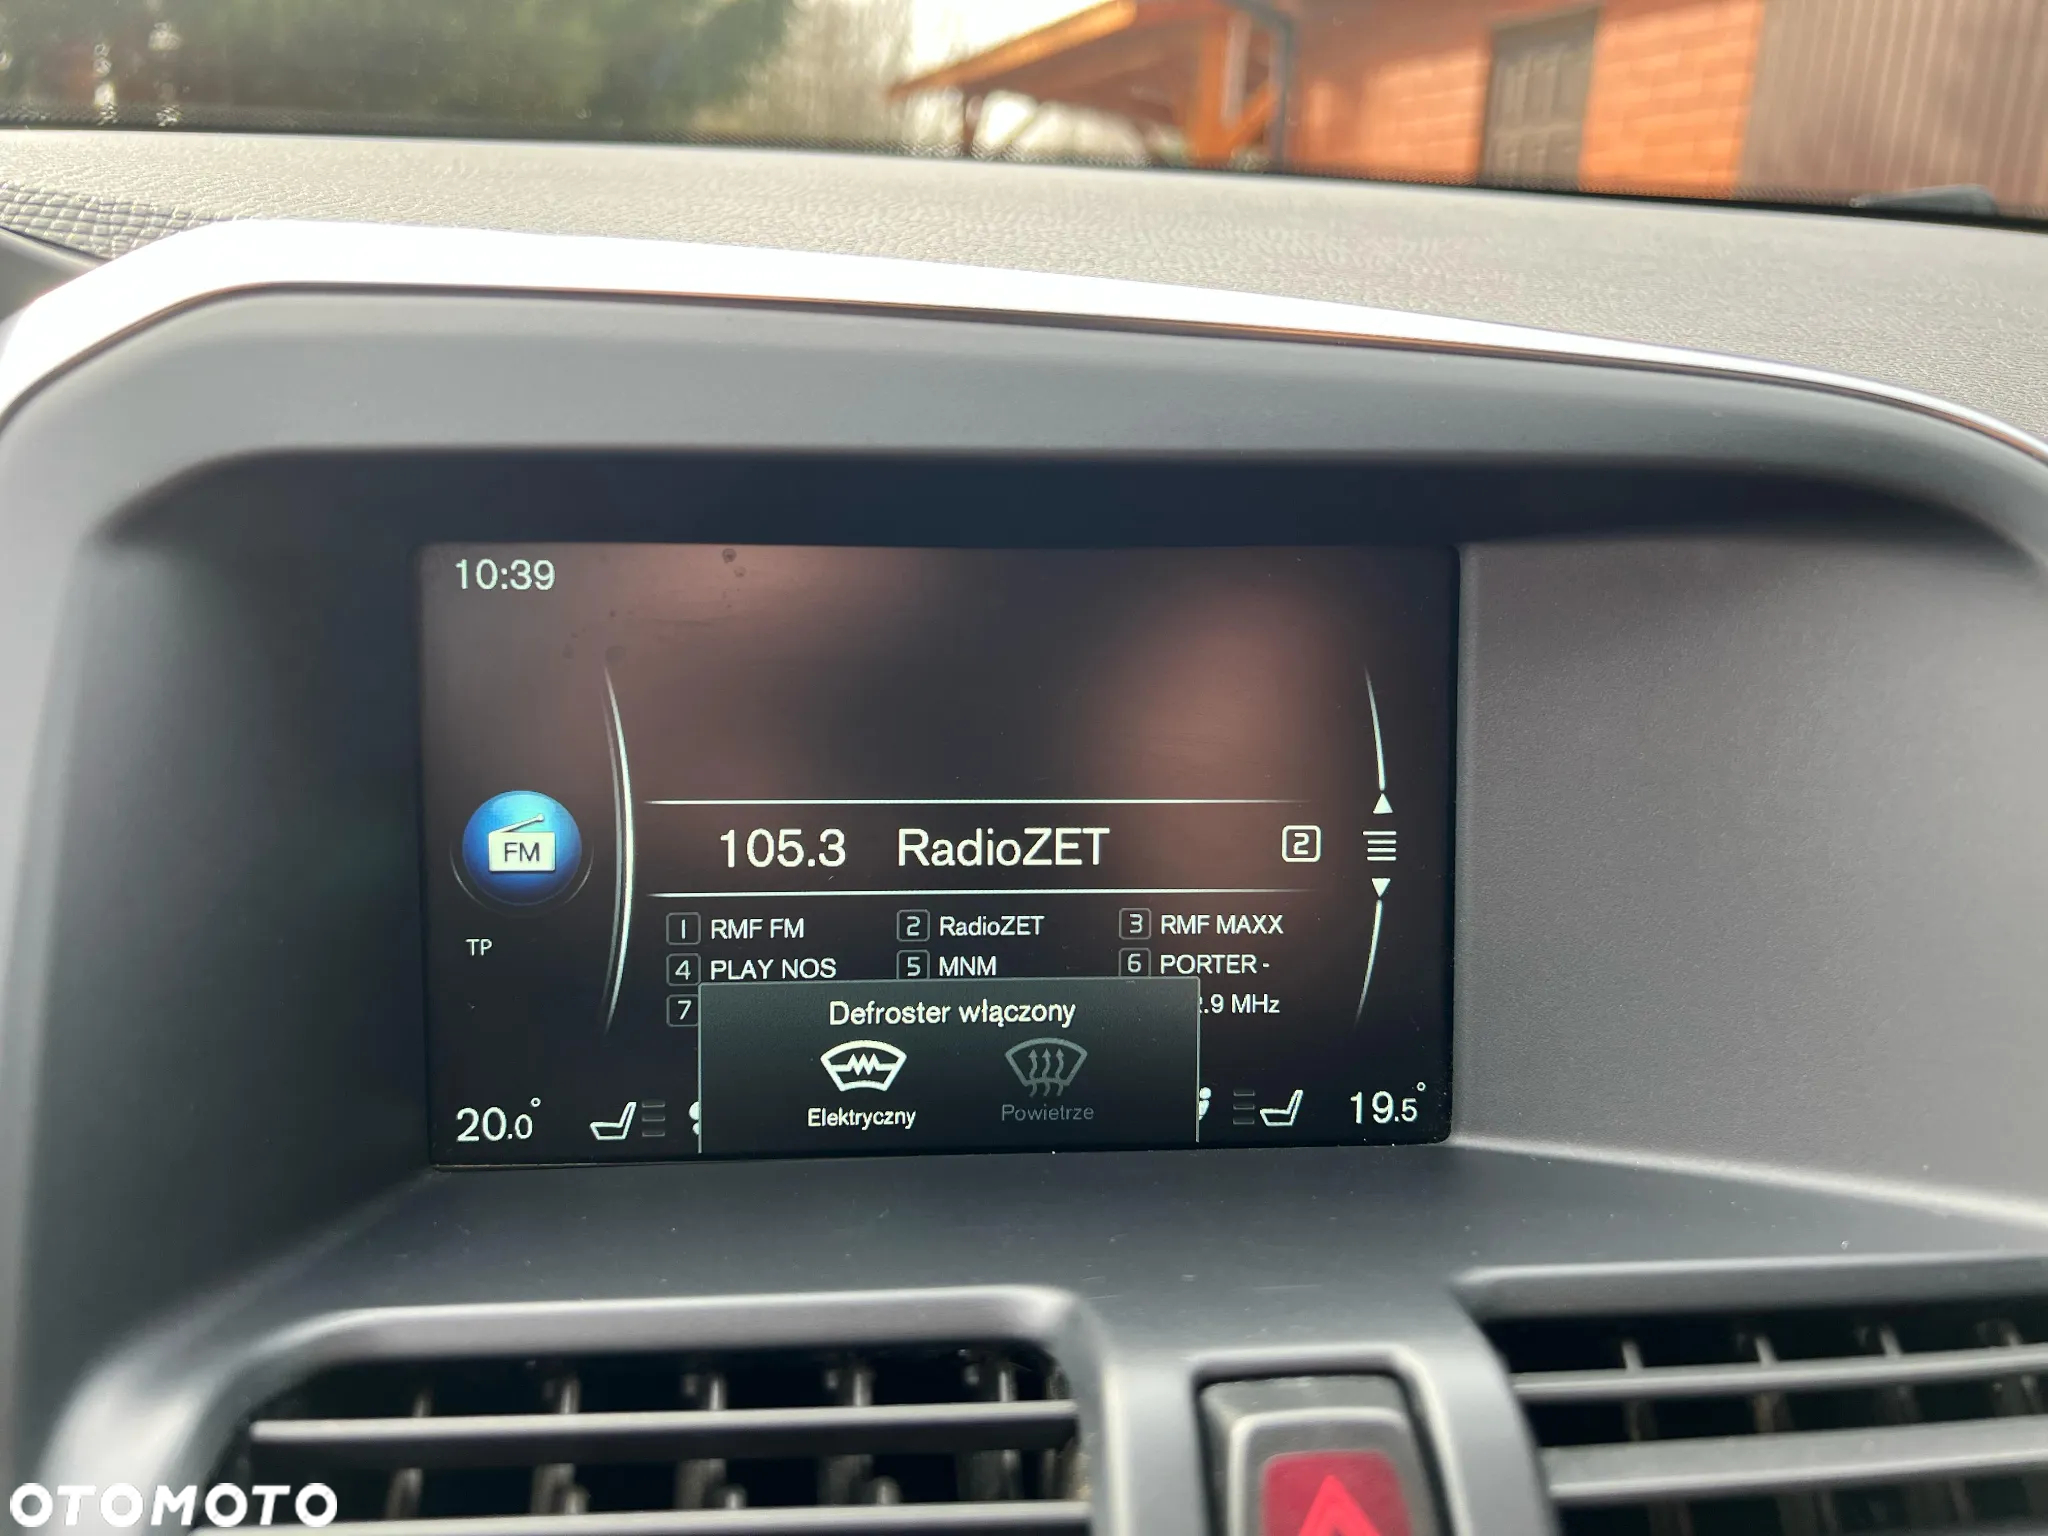 10:39
FM
105.3 RadioZET 2
1 RMF FM 2 RadioZET 3 RMF MAXX
TP
4 PLAY NOS 5 MNM 6 PORTER -
7 .9 MHz
Defroster włączony
Elektryczny Powietrze
20.0° 19.5°
OTOMOTO